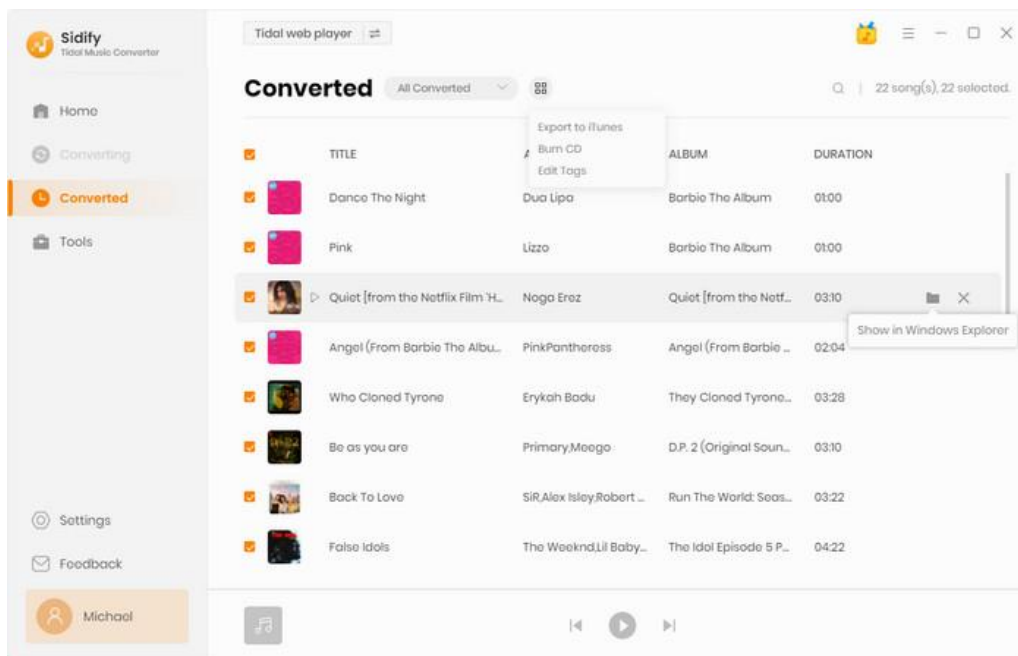 Sidify
Tidal Music Converter
Tidal web player
Home
Converting
Converted
Tools
Settings
Feedback
Michael
Converted
All Converted
22 song(s), 22 selected.
Export to iTunes
Burn CD
Edit Tags
TITLE A ALBUM DURATION
Dance The Night Dua Lipa Barbie The Album 01:00
Pink Lizzo Barbie The Album 01:00
Quiet [from the Netflix Film 'H... Noga Erez Quiet [from the Netf... 03:10
Show in Windows Explorer
Angel (From Barbie The Albu... PinkPantheress Angel (From Barbie ... 02:04
Who Cloned Tyrone Erykah Badu They Cloned Tyrone... 03:28
Be as you are Primary,Meego D.P. 2 (Original Soun... 03:10
Back To Love SiR,Alex Isley,Robert ... Run The World: Seas... 03:22
False Idols The Weeknd,Lil Baby... The Idol Episode 5 P... 04:22